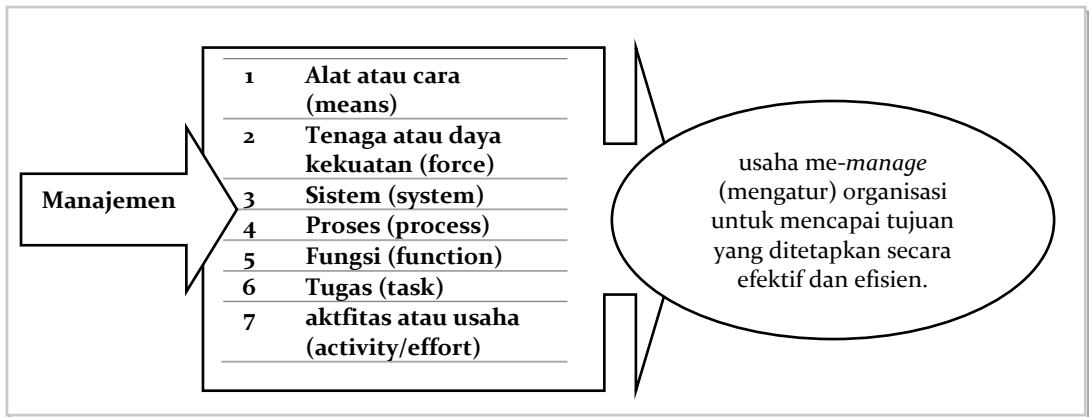 Manajemen
1 Alat atau cara
(means)
2 Tenaga atau daya
kekuatan (force)
3 Sistem (system)
4 Proses (process)
5 Fungsi (function)
6 Tugas (task)
7 aktfitas atau usaha
(activity/effort)
usaha me-manage
(mengatur) organisasi
untuk mencapai tujuan
yang ditetapkan secara
efektif dan efisien.